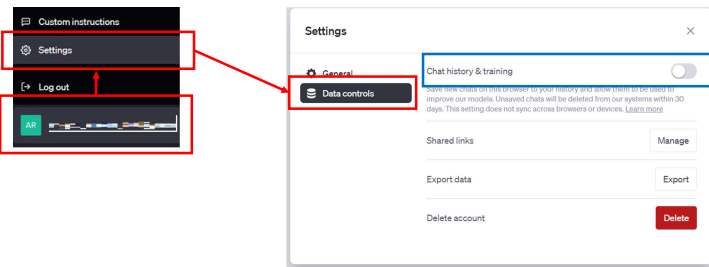 Custom instructions
Settings
Log out
AR
Settings
General
Data controls
Chat history & training
Save new chats on this browser to your history and allow them to be used to
improve our models. Unsaved chats will be deleted from our systems within 30
days. This setting does not sync across browsers or devices. Learn more
Shared links
Manage
Export data
Export
Delete account
Delete